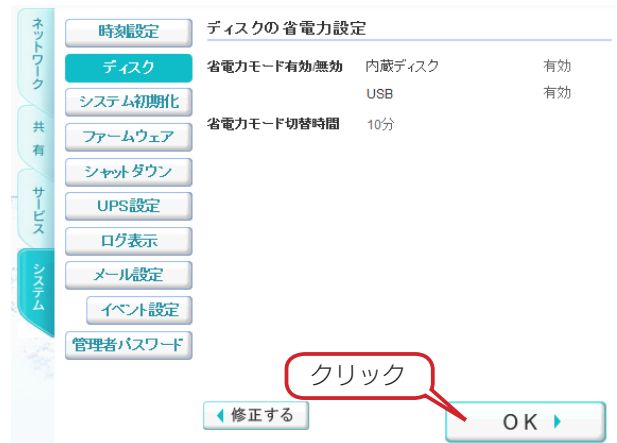 ネットワーク
共有
サービス
システム
時刻設定
ディスク
システム初期化
ファームウェア
シャットダウン
UPS設定
ログ表示
メール設定
イベント設定
管理者パスワード
ディスクの省電力設定
省電力モード有効/無効 内蔵ディスク 有効
USB 有効
省電力モード切替時間 10分
クリック
修正する
OK